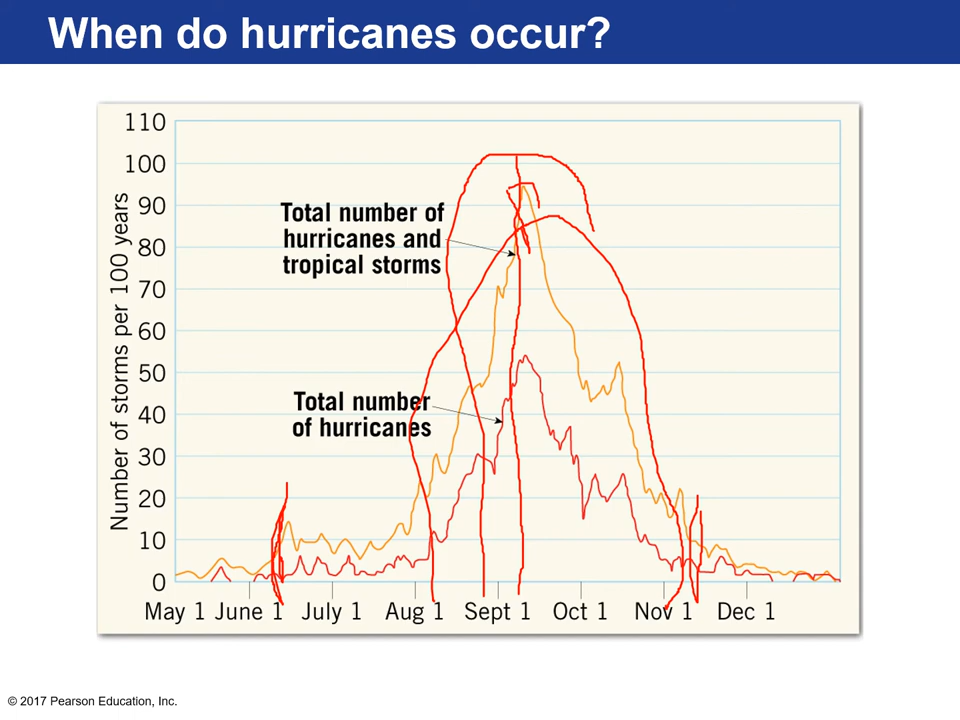 When do hurricanes occur?
Number of storms per 100 years
110
100
90
80
70
60
50
40
30
20
10
0
Total number of
hurricanes and
tropical storms
Total number
of hurricanes
May 1 June 1 July 1 Aug 1 Sept 1 Oct 1 Nov 1 Dec 1
© 2017 Pearson Education, Inc.